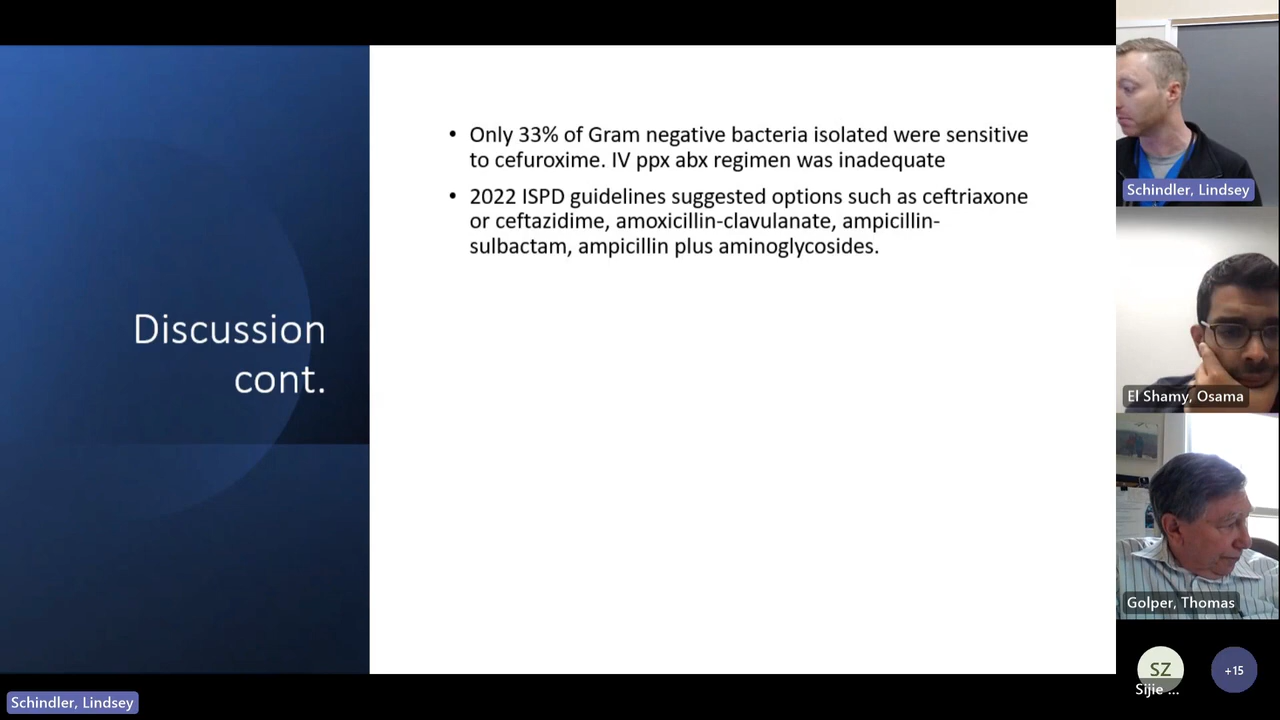 Discussion
cont.
• Only 33% of Gram negative bacteria isolated were sensitive
to cefuroxime. IV ppx abx regimen was inadequate
• 2022 ISPD guidelines suggested options such as ceftriaxone
or ceftazidime, amoxicillin-clavulanate, ampicillin-
sulbactam, ampicillin plus aminoglycosides.
Schindler, Lindsey
El Shamy, Osama
Golper, Thomas
SZ
Sijie ...
+15
Schindler, Lindsey